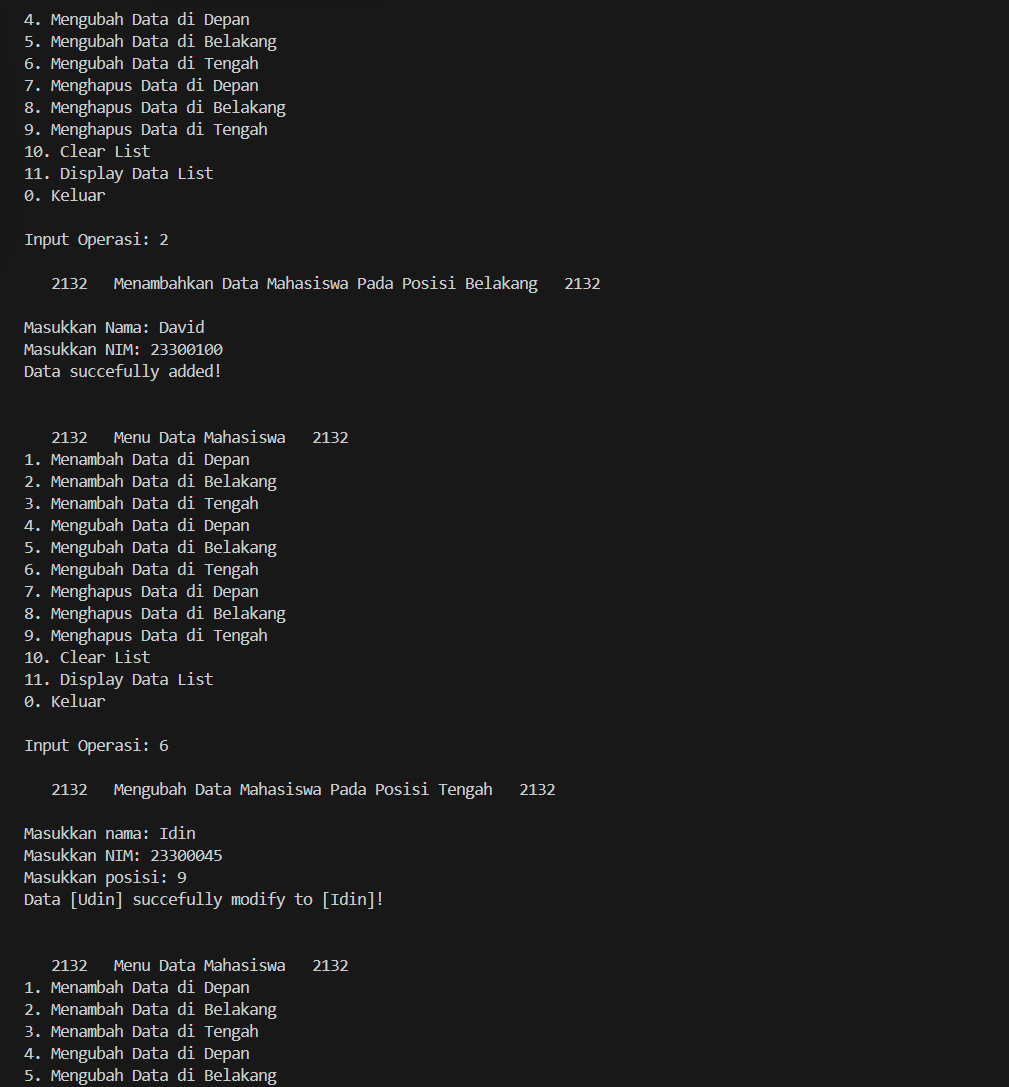 4. Mengubah Data di Depan
5. Mengubah Data di Belakang
6. Mengubah Data di Tengah
7. Menghapus Data di Depan
8. Menghapus Data di Belakang
9. Menghapus Data di Tengah
10. Clear List
11. Display Data List
0. Keluar
Input Operasi: 2
2132 Menambahkan Data Mahasiswa Pada Posisi Belakang 2132
Masukkan Nama: David
Masukkan NIM: 23300100
Data succefully added!
2132 Menu Data Mahasiswa 2132
1. Menambah Data di Depan
2. Menambah Data di Belakang
3. Menambah Data di Tengah
4. Mengubah Data di Depan
5. Mengubah Data di Belakang
6. Mengubah Data di Tengah
7. Menghapus Data di Depan
8. Menghapus Data di Belakang
9. Menghapus Data di Tengah
10. Clear List
11. Display Data List
0. Keluar
Input Operasi: 6
2132 Mengubah Data Mahasiswa Pada Posisi Tengah 2132
Masukkan nama: Idin
Masukkan NIM: 23300045
Masukkan posisi: 9
Data [Udin] succefully modify to [Idin]!
2132 Menu Data Mahasiswa 2132
1. Menambah Data di Depan
2. Menambah Data di Belakang
3. Menambah Data di Tengah
4. Mengubah Data di Depan
5. Mengubah Data di Belakang